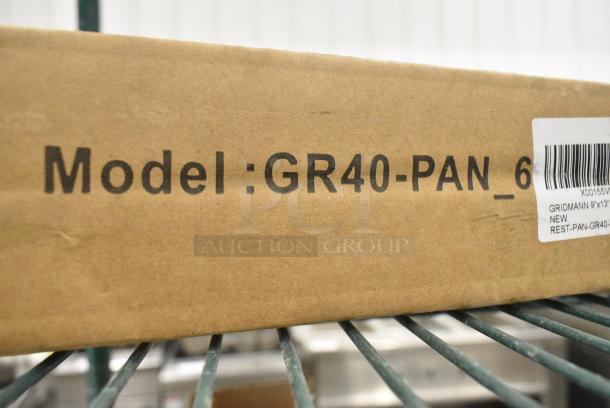 Model :GR40-PAN_6
PCI
AUCTION GROUP
X00155V
GRIDMANN 9"x13"
NEW
REST-PAN-GR40-